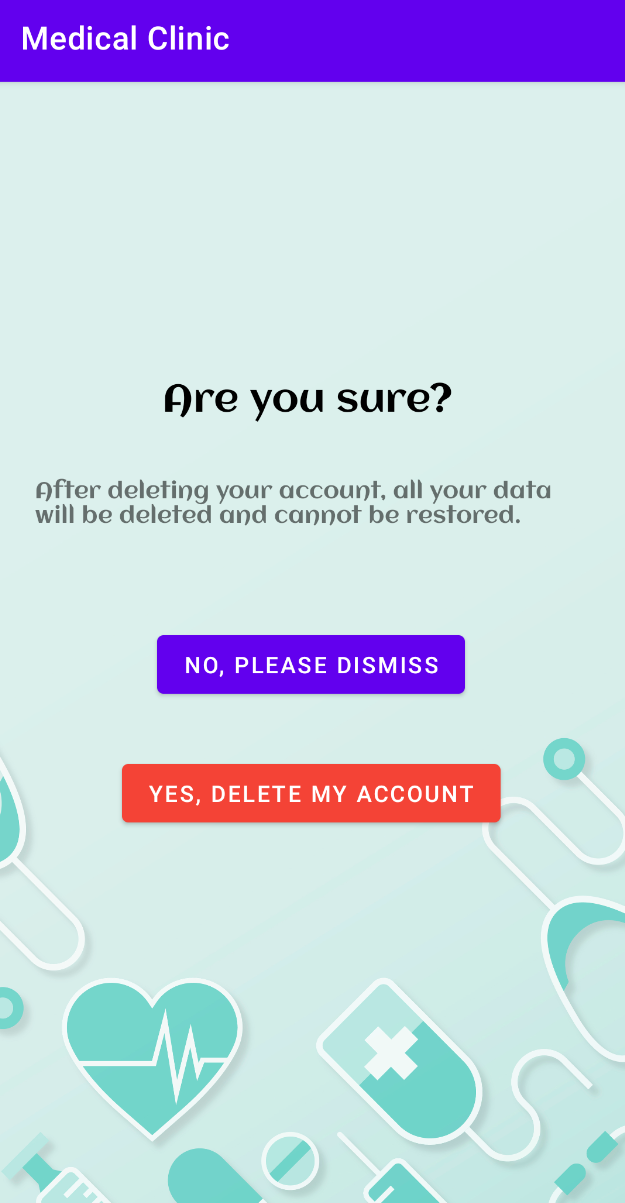 Medical Clinic
Are you sure?
After deleting your account, all your data
will be deleted and cannot be restored.
NO, PLEASE DISMISS
YES, DELETE MY ACCOUNT